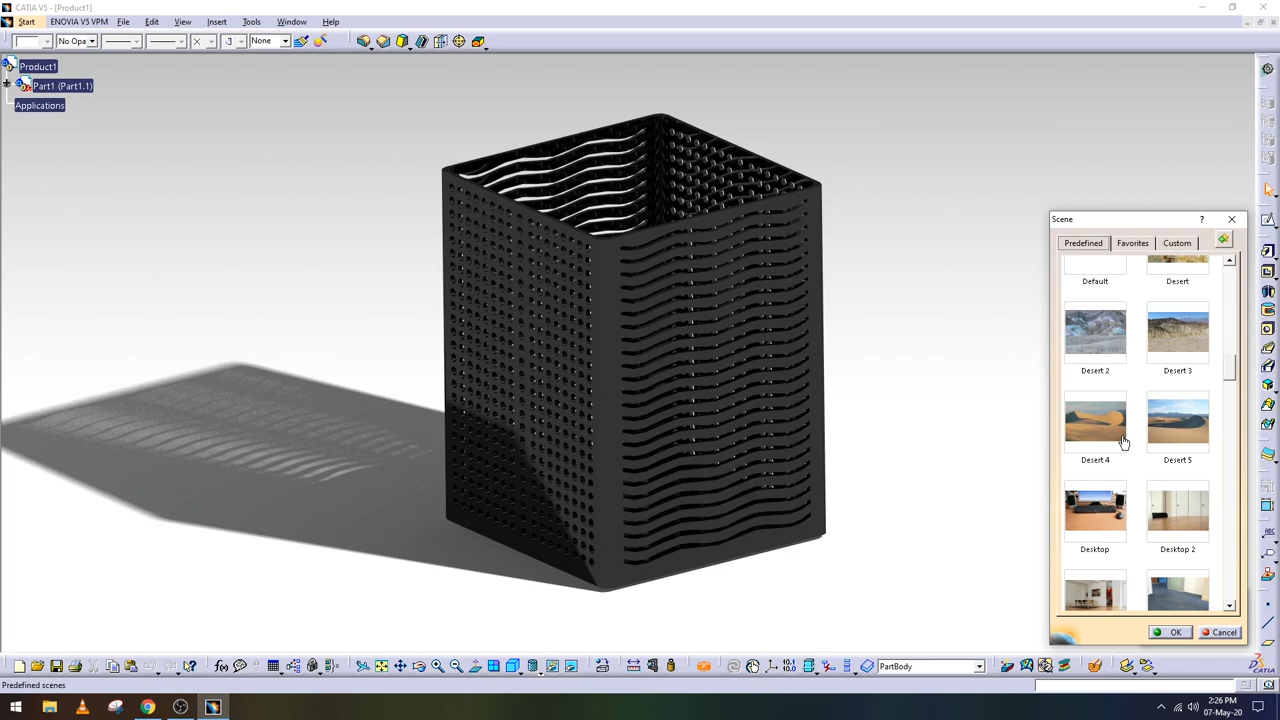 CATIA V5 - [Product1]
Start ENOVIA V5 VPM File Edit View Insert Tools Window Help
No Opa None
Product1
Part1 (Part1.1)
Applications
Scene
?
Predefined Favorites Custom
Default Desert
Desert 2 Desert 3
Desert 4 Desert 5
Desktop Desktop 2
OK Cancel
PartBody
CATIA
Predefined scenes
2:26 PM
07-May-20